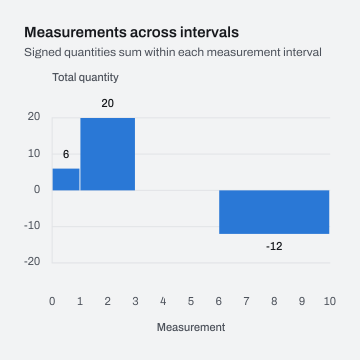 Measurements across intervals
Signed quantities sum within each measurement interval
Total quantity
20
6
-12
20
10
0
-10
-20
0 1 2 3 4 5 6 7 8 9 10
Measurement